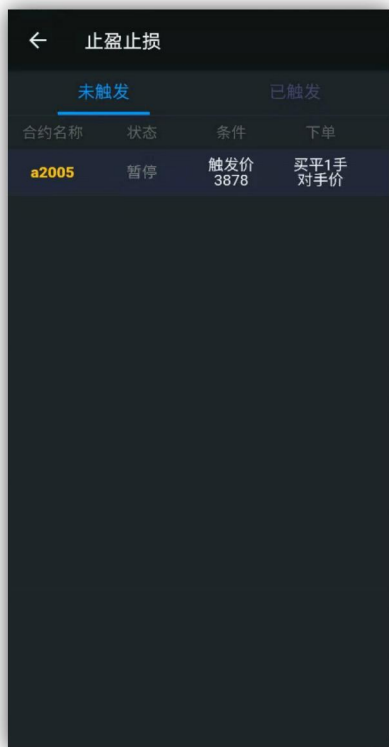 止盈止损
未触发 已触发
合约名称 状态 条件 下单
a2005 暂停 触发价 买平1手
3878 对手价